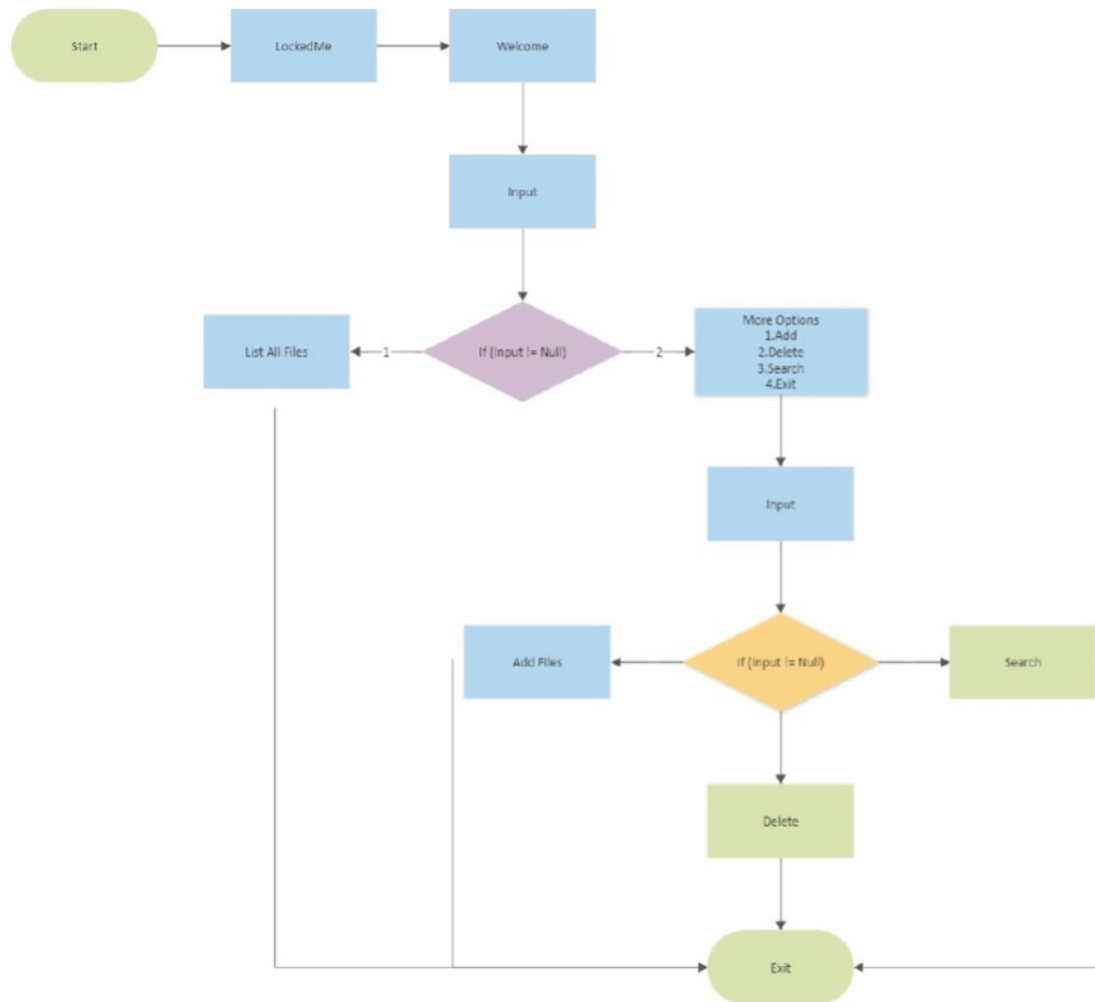 Start
LockedMe
Welcome
Input
List All Files
1
If (Input != Null)
2
More Options
1.Add
2.Delete
3.Search
4.Exit
Input
Add Files
If (Input != Null)
Search
Delete
Exit